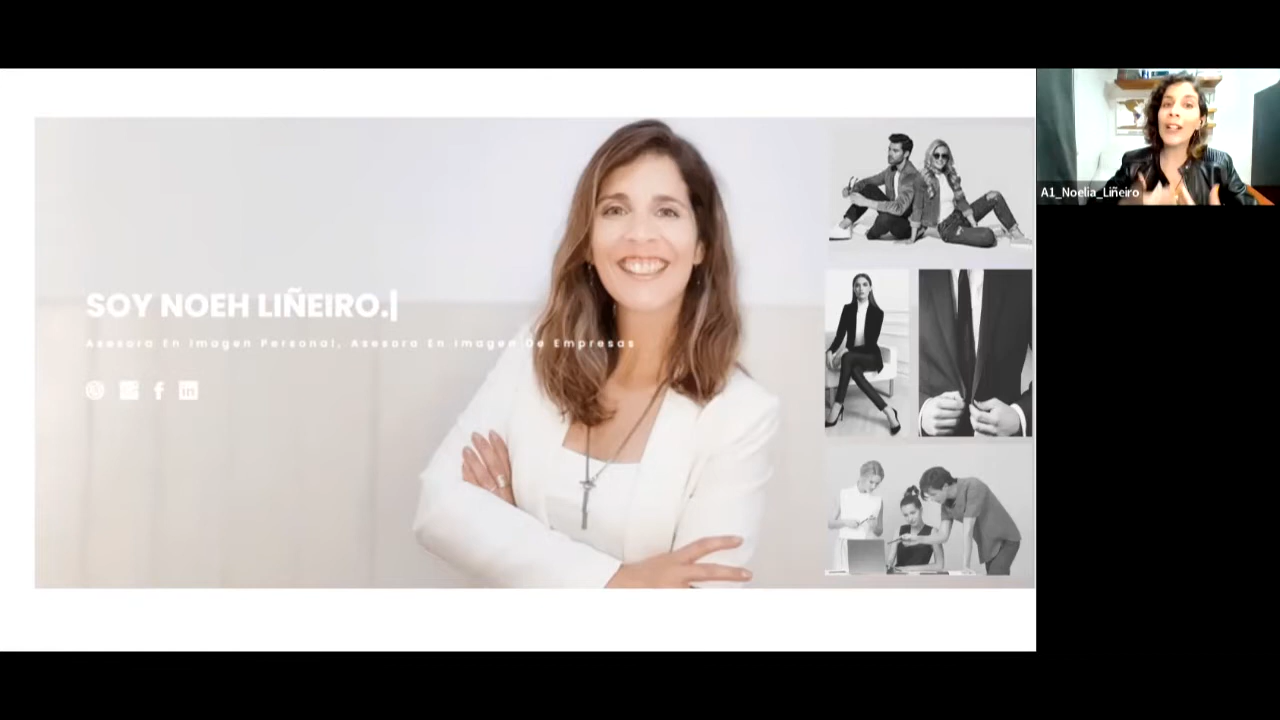 SOY NOEH LIÑEIRO.|
Asesora En Imagen Personal, Asesora En Imagen De Empresas
A1_Noelia_Liñeiro